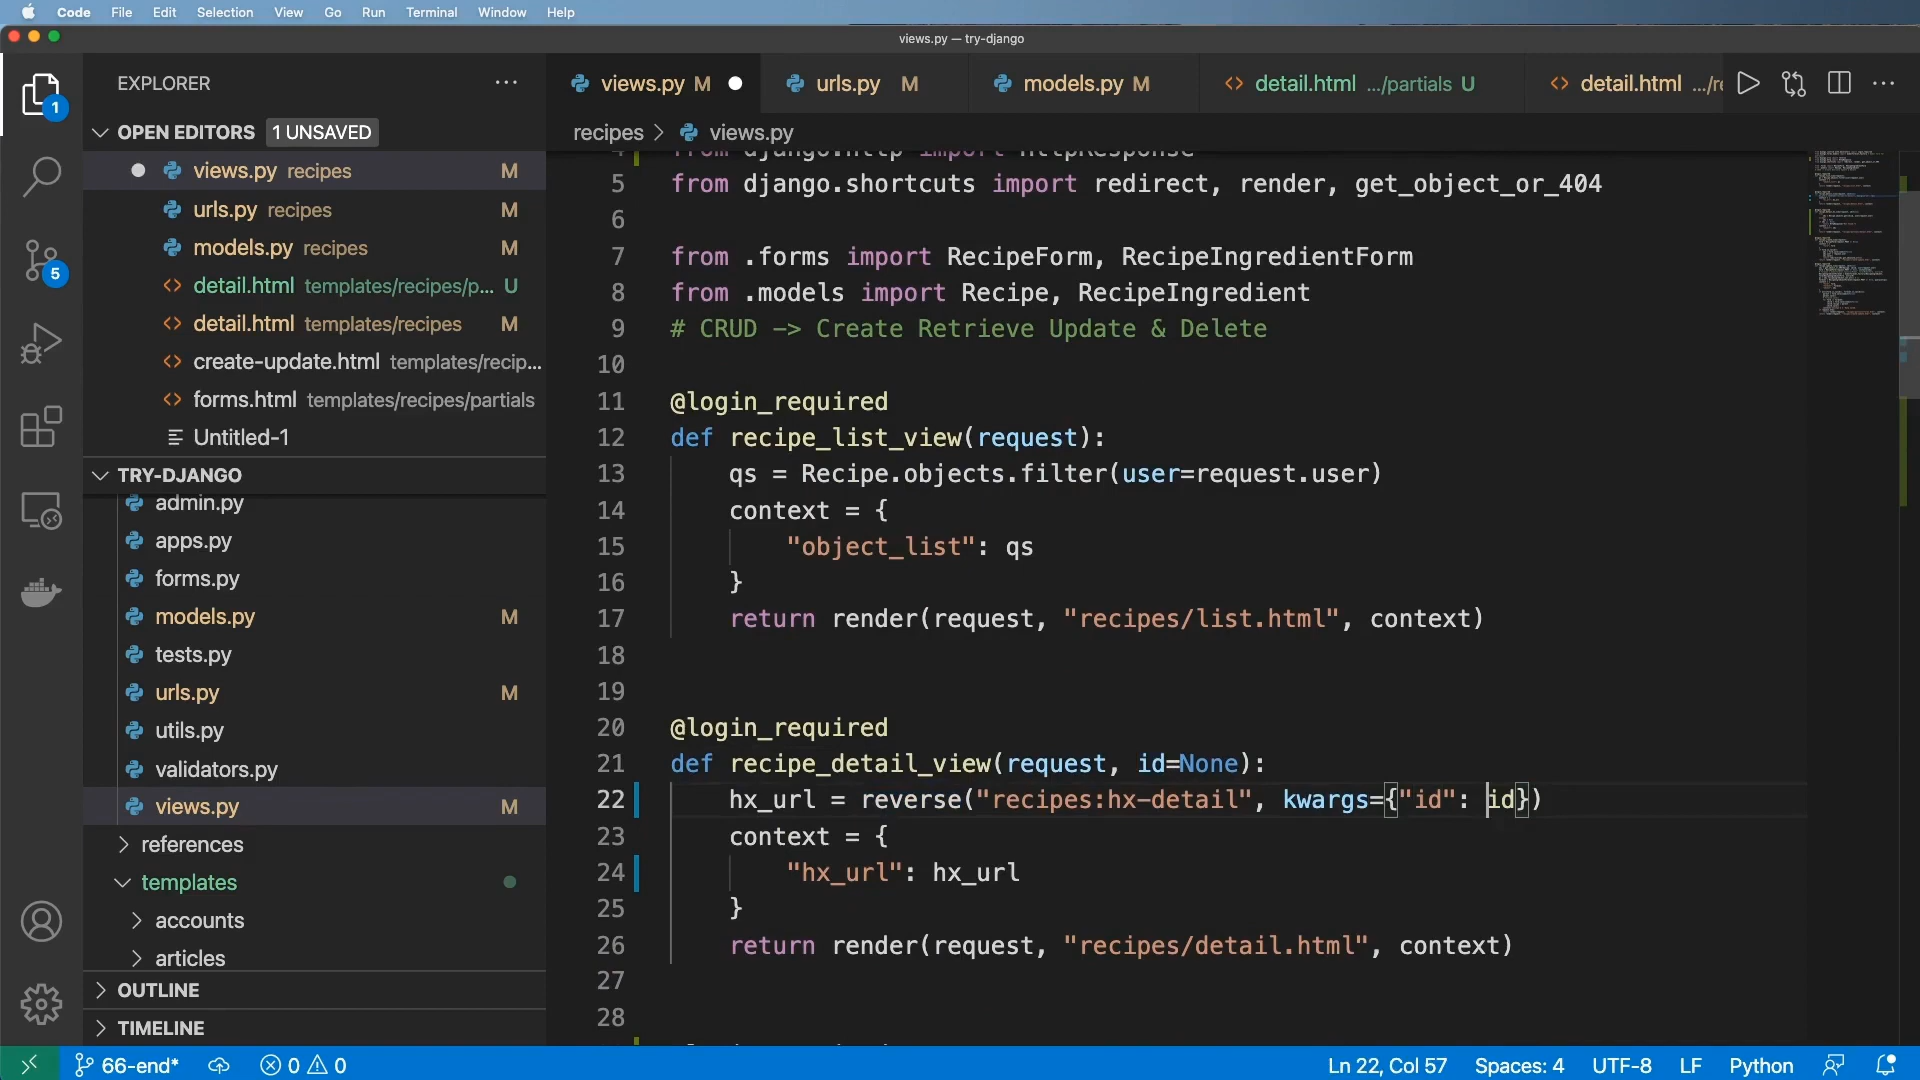 Code File Edit Selection View Go Run Terminal Window Help
views.py — try-django
EXPLORER
views.py M
urls.py M
models.py M
detail.html .../partials U
detail.html
OPEN EDITORS 1 UNSAVED
recipes > views.py
views.py recipes M
urls.py recipes M
models.py recipes M
detail.html templates/recipes/p... U
detail.html templates/recipes M
create-update.html templates/recip...
forms.html templates/recipes/partials
Untitled-1
TRY-DJANGO
admin.py
apps.py
forms.py
models.py M
tests.py
urls.py M
utils.py
validators.py
views.py M
references
templates
accounts
articles
OUTLINE
TIMELINE
1
5
4 from django.http import HttpResponse
5 from django.shortcuts import redirect, render, get_object_or_404
6
7 from .forms import RecipeForm, RecipeIngredientForm
8 from .models import Recipe, RecipeIngredient
9 # CRUD -> Create Retrieve Update & Delete
10
11 @login_required
12 def recipe_list_view(request):
13 qs = Recipe.objects.filter(user=request.user)
14 context = {
15 "object_list": qs
16 }
17 return render(request, "recipes/list.html", context)
18
19
20 @login_required
21 def recipe_detail_view(request, id=None):
22 hx_url = reverse("recipes:hx-detail", kwargs={"id": id})
23 context = {
24 "hx_url": hx_url
25 }
26 return render(request, "recipes/detail.html", context)
27
28
66-end* 0 0 Ln 22, Col 57 Spaces: 4 UTF-8 LF Python